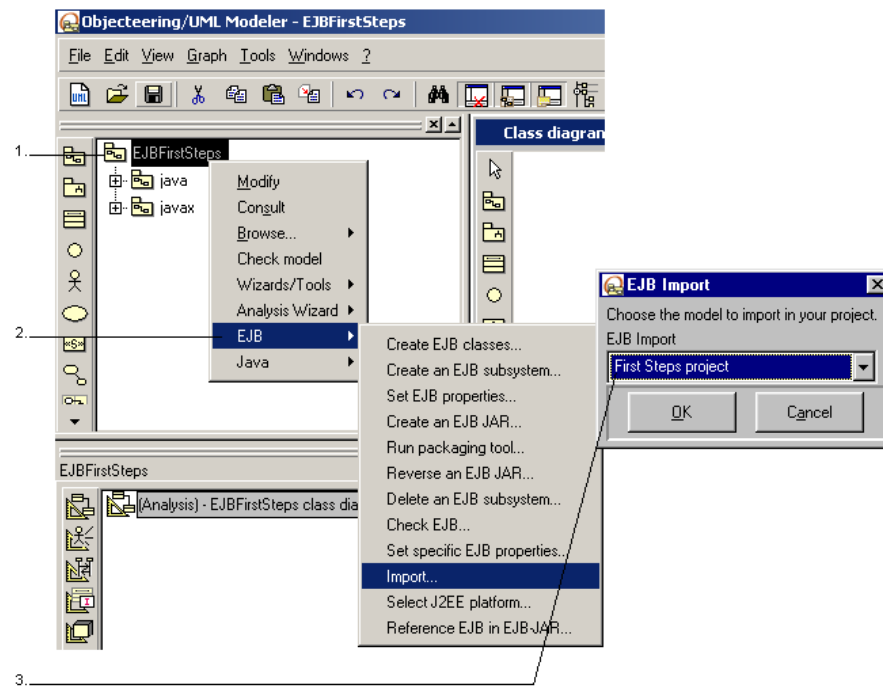 Objecteering/UML Modeler - EJBFirstSteps
File Edit View Graph Tools Windows ?
UML
Class diagran
1.
EJBFirstSteps
java
javax
Modify
Consult
Browse...
Check model
Wizards/Tools
Analysis Wizard
2.
EJB
Java
«S»
Create EJB classes...
Create an EJB subsystem...
Set EJB properties...
Create an EJB JAR...
Run packaging tool...
Reverse an EJB JAR...
Delete an EJB subsystem...
Check EJB...
Set specific EJB properties...
Import...
Select J2EE platform...
Reference EJB in EJB-JAR...
EJB Import
Choose the model to import in your project.
EJB Import
First Steps project
OK Cancel
EJBFirstSteps
(Analysis) - EJBFirstSteps class dia
3.